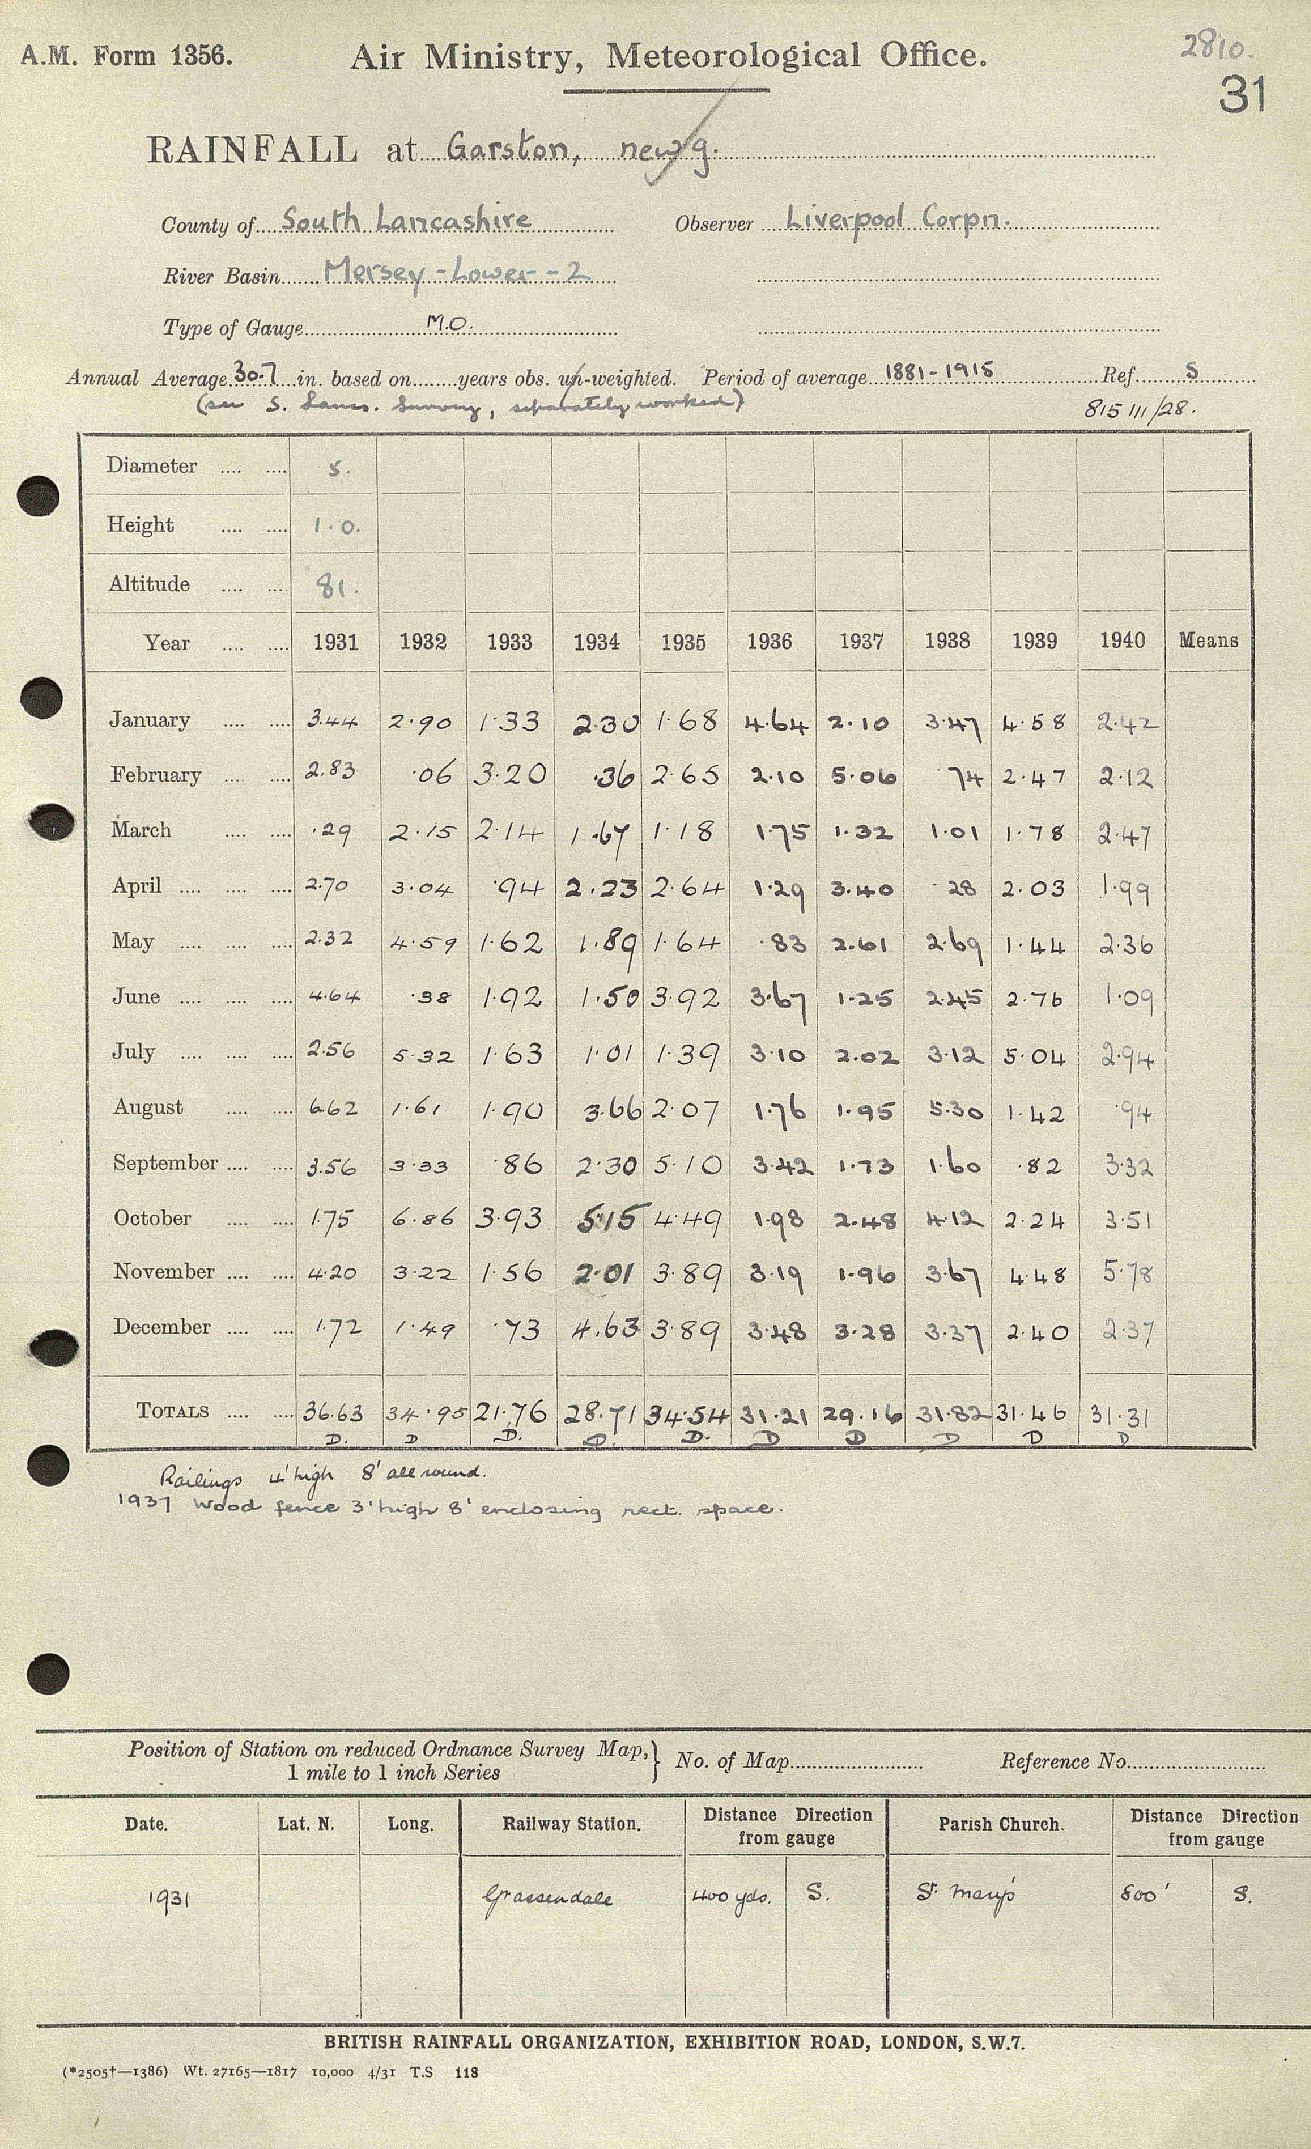 2810.
A.M. Form 1356. Air Ministry, Meteorological Office. 31
RAINFALL at Garston, new g.
County of South Lancashire Observer Liverpool Corpn.
River Basin Mersey - Lower - 2
Type of Gauge M.O.
Annual Average 30.7 in. based on years obs. un-weighted. Period of average 1881-1915 Ref. S
(see S. Lancs. Survey, separately worked) 815 III/28.
Diameter 5.
Height 1.0.
Altitude 81.
Year 1931 1932 1933 1934 1935 1936 1937 1938 1939 1940 Means
January 3.44 2.90 1.33 2.30 1.68 4.64 2.10 3.47 4.58 2.42
February 2.83 .06 3.20 .36 2.65 2.10 5.06 .74 2.47 2.12
March .29 2.15 2.14 1.67 1.18 1.75 1.32 1.01 1.78 2.47
April 2.70 3.04 .94 2.23 2.64 1.29 3.40 .28 2.03 1.99
May 2.32 4.59 1.62 1.89 1.64 .83 2.61 2.69 1.44 2.36
June 4.64 .38 1.92 1.50 3.92 3.67 1.25 2.45 2.76 1.09
July 2.56 5.32 1.63 1.01 1.39 3.10 2.02 3.12 5.04 2.94
August 6.62 1.61 1.90 3.66 2.07 1.76 1.95 5.30 1.42 .94
September 3.56 3.33 .86 2.30 5.10 3.42 1.73 1.60 .82 3.32
October 1.75 6.86 3.93 5.15 4.49 1.98 2.48 4.12 2.24 3.51
November 4.20 3.22 1.56 2.01 3.89 3.19 1.96 3.67 4.48 5.78
December 1.72 1.49 .73 4.63 3.89 3.48 3.28 3.37 2.40 2.37
TOTALS 36.63 34.95 21.76 28.71 34.54 31.21 29.16 31.82 31.46 31.31
D. D D. D. D. D D D D D
Railings 4' high 8' all round.
1937 Wood fence 3' high 8' enclosing rect. space.
Position of Station on reduced Ordnance Survey Map, } No. of Map Reference No.
1 mile to 1 inch Series
Date. Lat. N. Long. Railway Station. Distance Direction from gauge Parish Church. Distance Direction from gauge
1931 Grassendale 400 yds. S. St. Mary's 800' S.
BRITISH RAINFALL ORGANIZATION, EXHIBITION ROAD, LONDON, S.W.7.
(*2505†—1386) Wt. 27165—1817 10,000 4/31 T.S 118